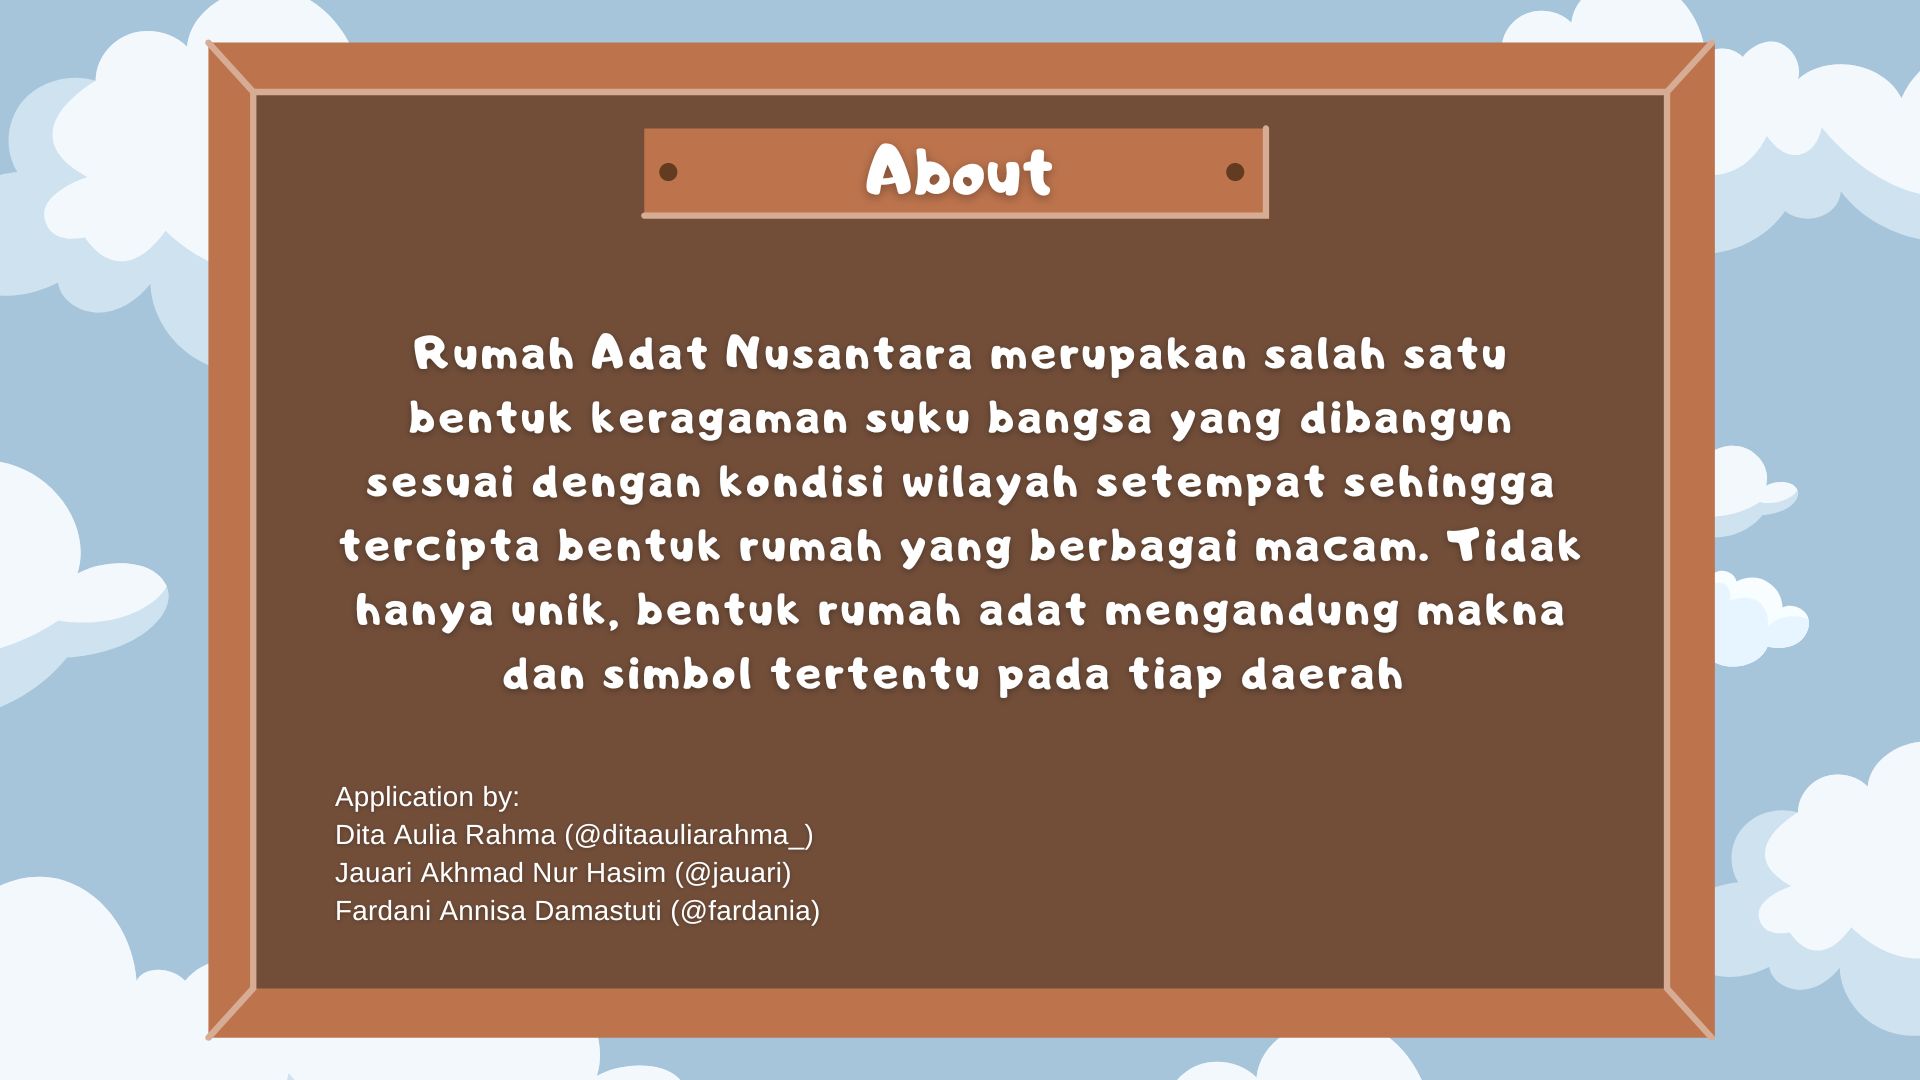 About
Rumah Adat Nusantara merupakan salah satu
bentuk keragaman suku bangsa yang dibangun
sesuai dengan kondisi wilayah setempat sehingga
tercipta bentuk rumah yang berbagai macam. Tidak
hanya unik, bentuk rumah adat mengandung makna
dan simbol tertentu pada tiap daerah
Application by:
Dita Aulia Rahma (@ditaauliarahma_)
Jauari Akhmad Nur Hasim (@jauari)
Fardani Annisa Damastuti (@fardania)